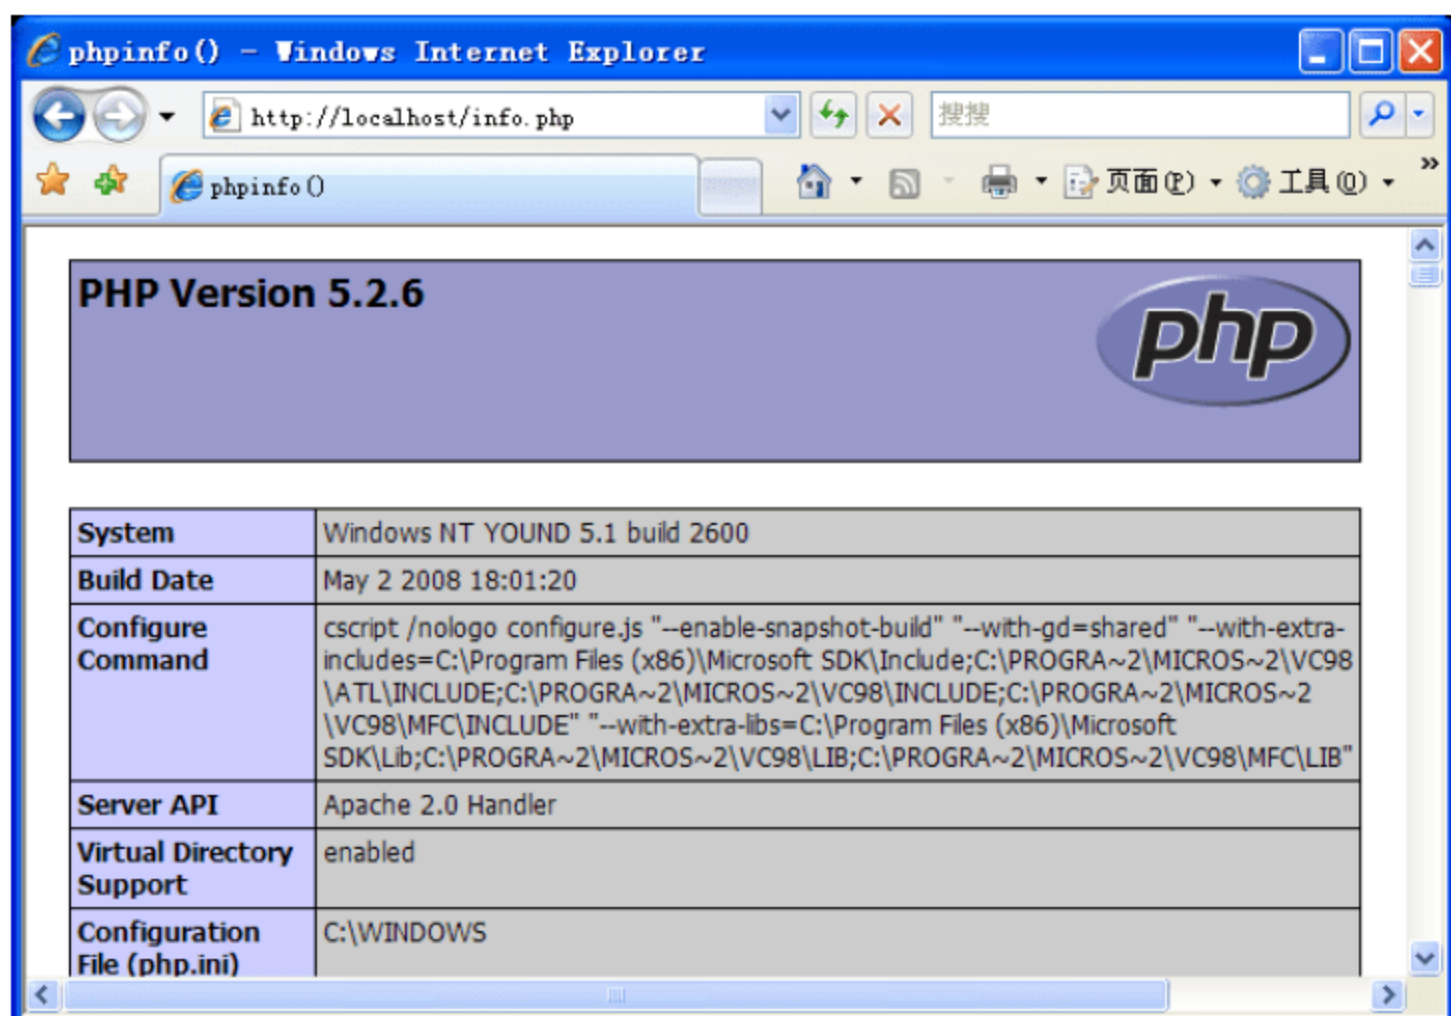 phpinfo() - Windows Internet Explorer
http://localhost/info.php
搜搜
phpinfo()
页面(P)
工具(O)
»
PHP Version 5.2.6
php
System Windows NT YOUND 5.1 build 2600
Build Date May 2 2008 18:01:20
Configure Command cscript /nologo configure.js "--enable-snapshot-build" "--with-gd=shared" "--with-extra-
includes=C:\Program Files (x86)\Microsoft SDK\Include;C:\PROGRA~2\MICROS~2\VC98
\ATL\INCLUDE;C:\PROGRA~2\MICROS~2\VC98\INCLUDE;C:\PROGRA~2\MICROS~2
\VC98\MFC\INCLUDE" "--with-extra-libs=C:\Program Files (x86)\Microsoft
SDK\Lib;C:\PROGRA~2\MICROS~2\VC98\LIB;C:\PROGRA~2\MICROS~2\VC98\MFC\LIB"
Server API Apache 2.0 Handler
Virtual Directory Support enabled
Configuration File (php.ini) C:\WINDOWS